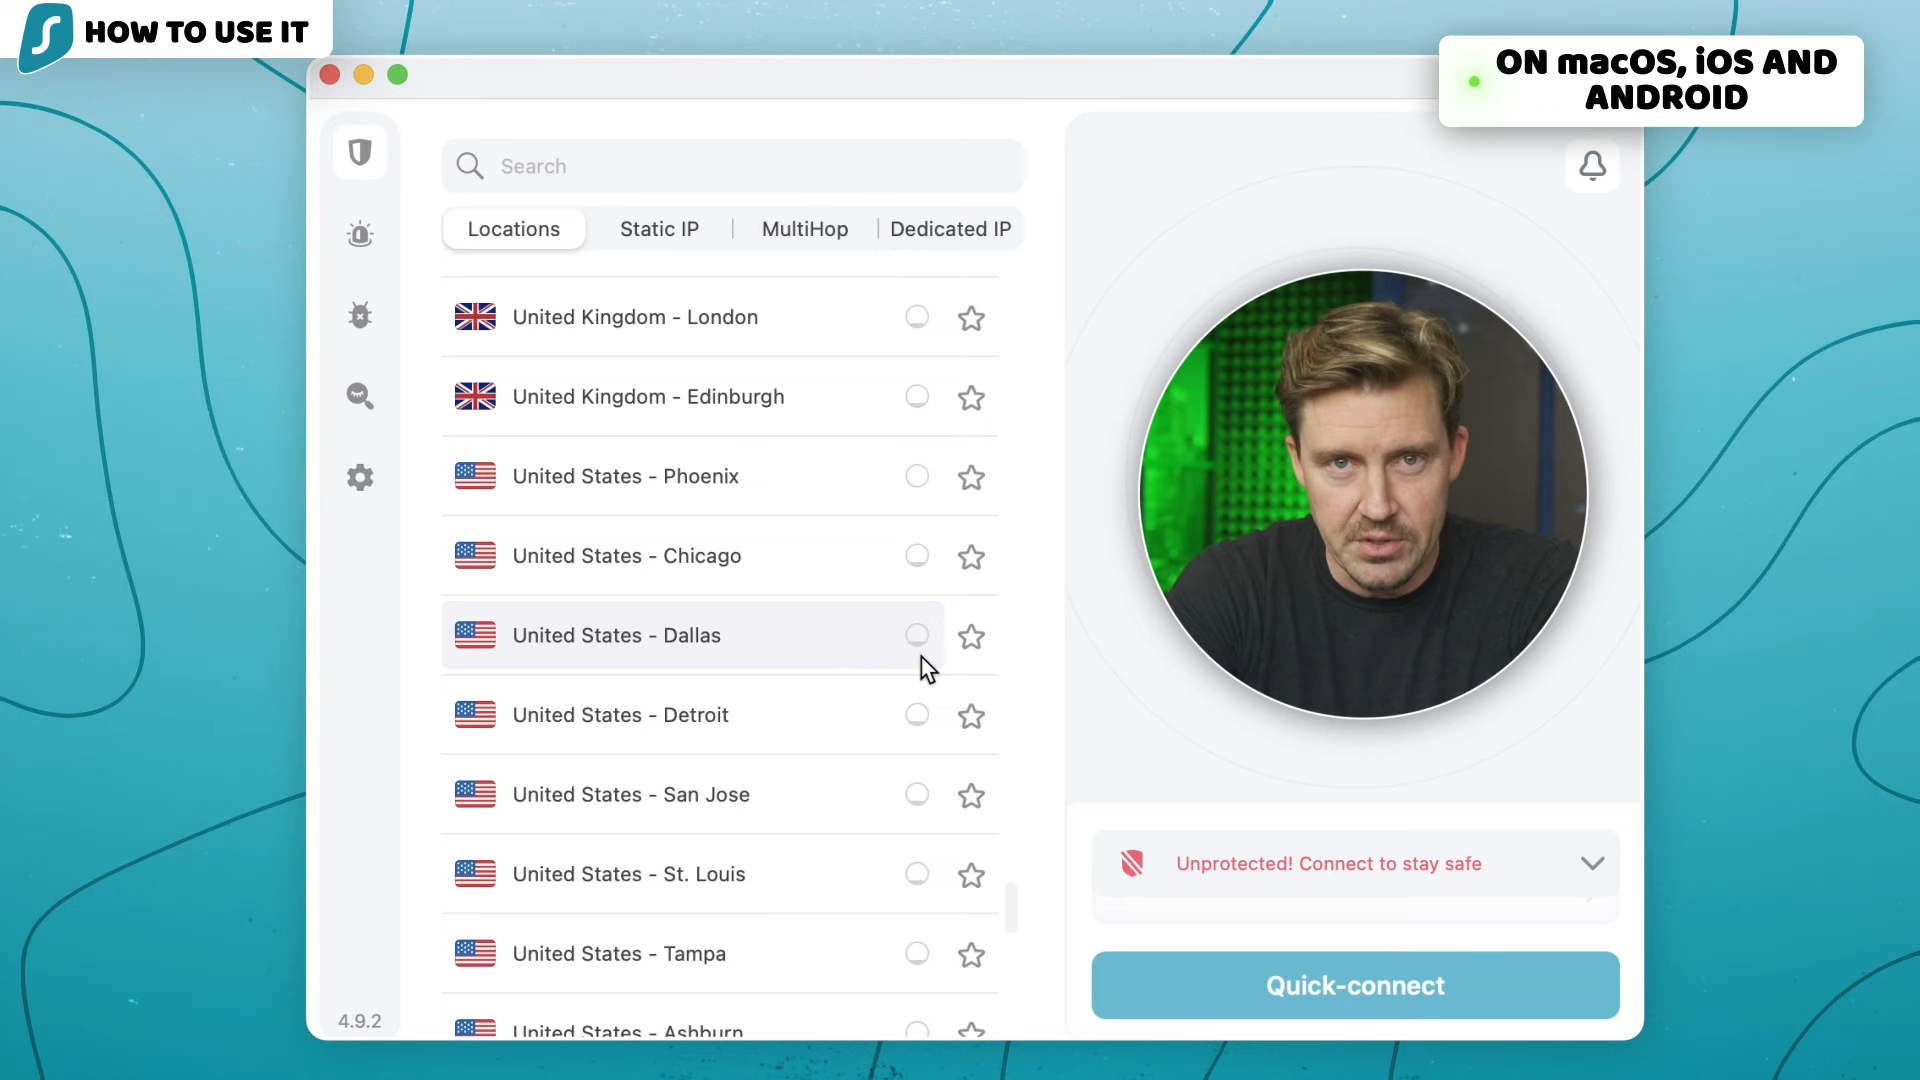 HOW TO USE IT
ON macOS, iOS AND
ANDROID
Search
Locations
Static IP
MultiHop
Dedicated IP
United Kingdom - London
United Kingdom - Edinburgh
United States - Phoenix
United States - Chicago
United States - Dallas
United States - Detroit
United States - San Jose
United States - St. Louis
United States - Tampa
United States - Ashburn
4.9.2
Unprotected! Connect to stay safe
Quick-connect